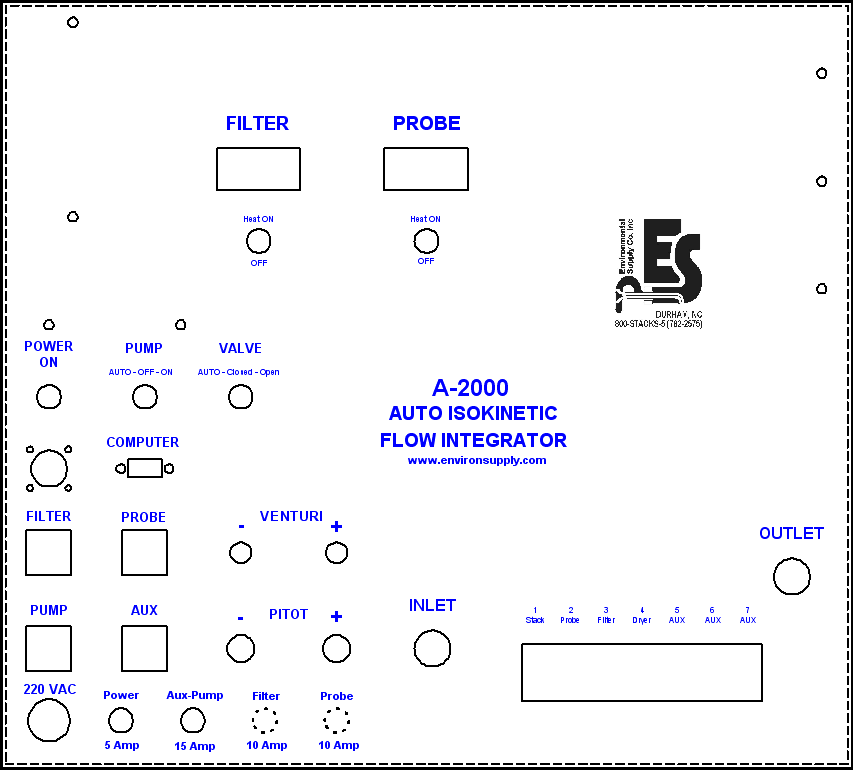 FILTER
PROBE
Heat ON
OFF
Heat ON
OFF
Environmental
Supply Co. Inc
ES
DURHAM, NC
800-STACKS-5 (782-2575)
POWER
ON
PUMP
AUTO - OFF - ON
VALVE
AUTO - Closed - Open
A-2000
AUTO ISOKINETIC
FLOW INTEGRATOR
www.environsupply.com
COMPUTER
FILTER
PROBE
- VENTURI +
OUTLET
PUMP
AUX
- PITOT +
INLET
1 2 3 4 5 6 7
Stack Probe Filter Dryer AUX AUX AUX
220 VAC
Power
5 Amp
Aux-Pump
15 Amp
Filter
10 Amp
Probe
10 Amp